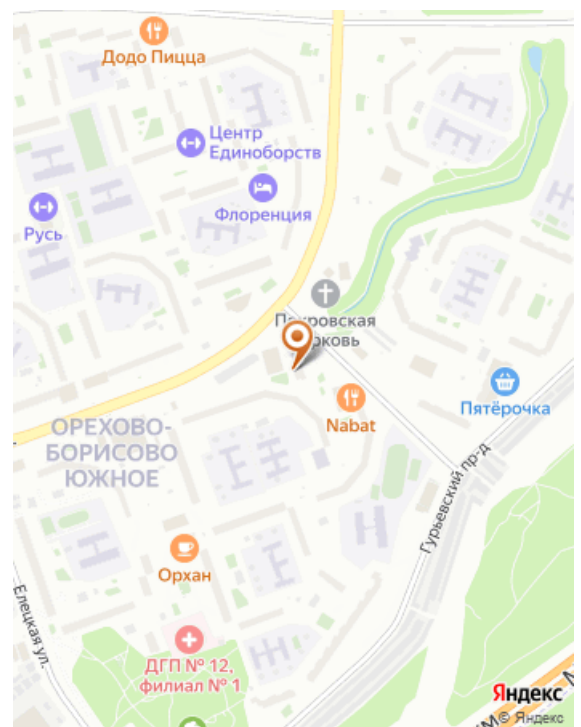 Додо Пицца
Центр
Единоборств
Флоренция
Русь
Покровская
церковь
Nabat
Пятёрочка
ОРЕХОВО-
БОРИСОВО
ЮЖНОЕ
Гурьевский пр-д
Орхан
Елецкая ул.
ДГП № 12,
филиал № 1
Яндекс
© Яндекс